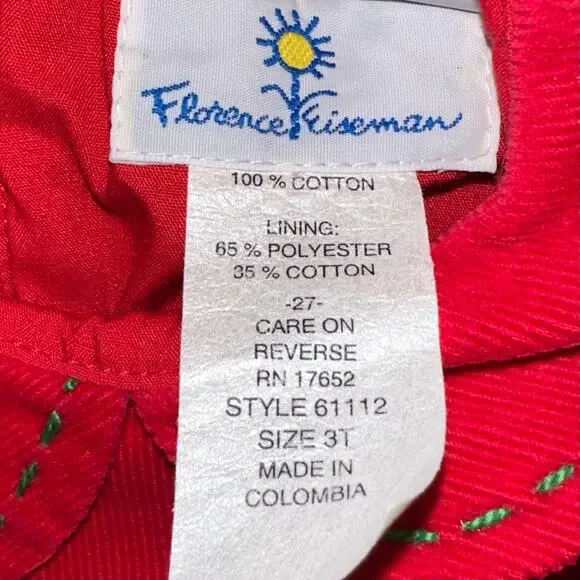 Florence Eiseman
100 % COTTON
LINING:
65 % POLYESTER
35 % COTTON
-27-
CARE ON
REVERSE
RN 17652
STYLE 61112
SIZE 3T
MADE IN
COLOMBIA